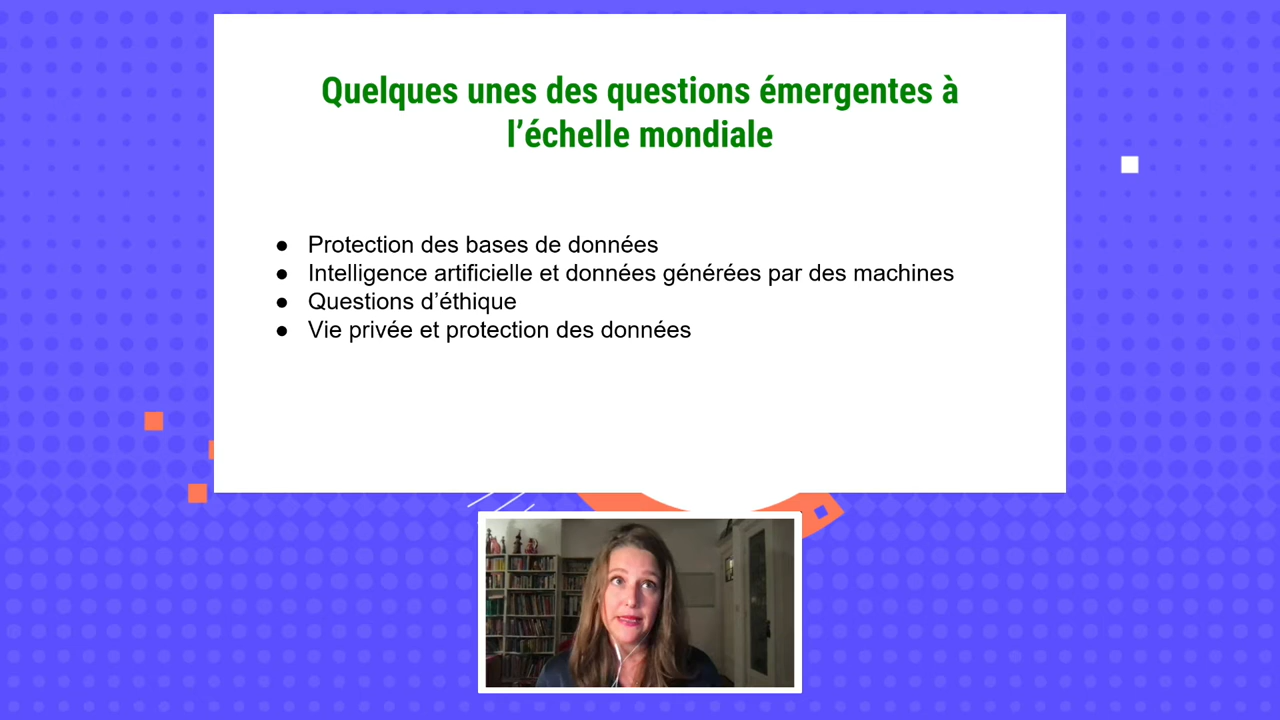 Quelques unes des questions émergentes à
l’échelle mondiale
● Protection des bases de données
● Intelligence artificielle et données générées par des machines
● Questions d’éthique
● Vie privée et protection des données